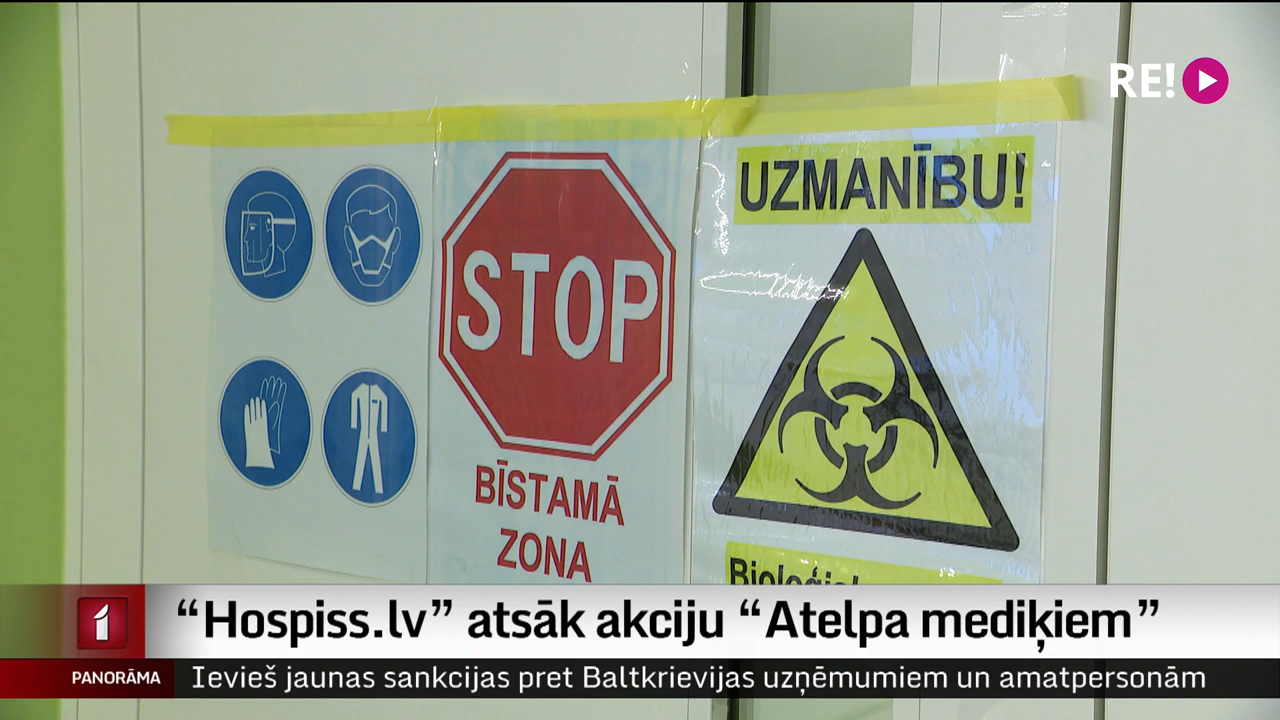 RE!
UZMANĪBU!
STOP
BĪSTAMĀ
ZONA
1
“Hospiss.lv” atsāk akciju “Atelpa mediķiem”
PANORĀMA
Ievieš jaunas sankcijas pret Baltkrievijas uzņēmumiem un amatpersonām